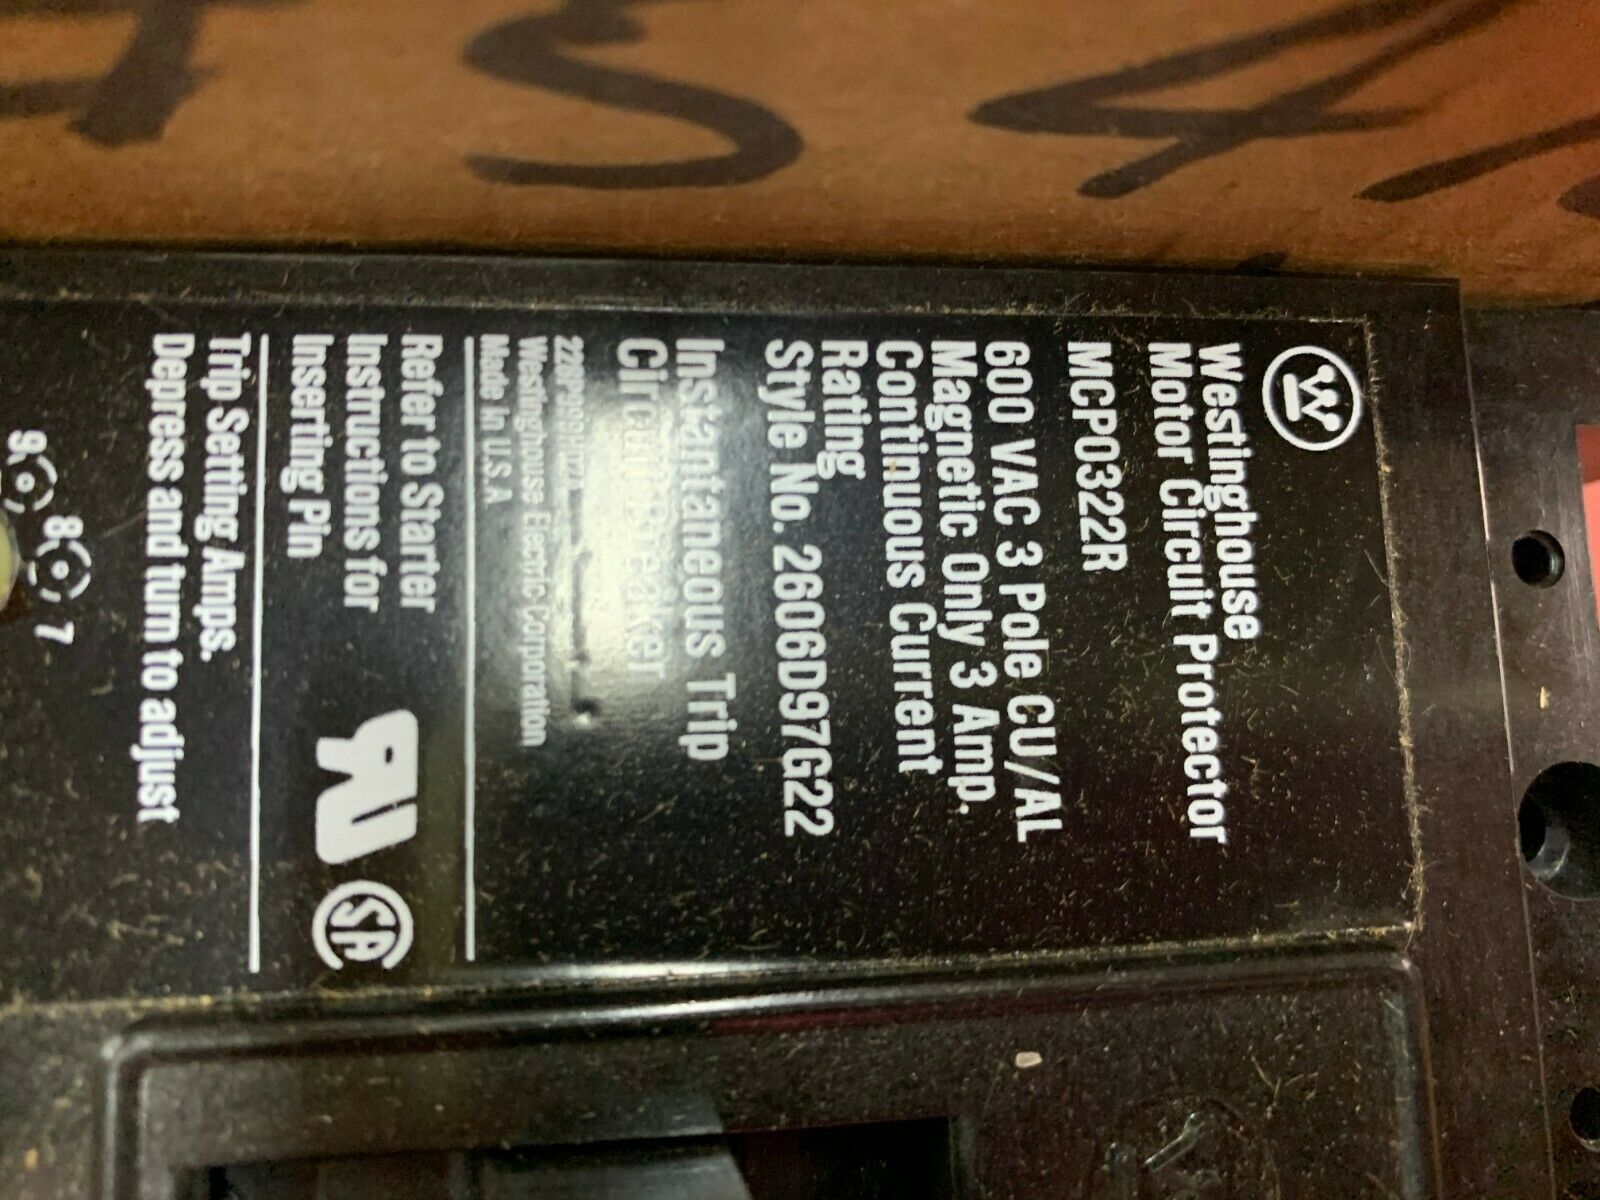 W
Westinghouse
Motor Circuit Protector
MCP0322R
600 VAC 3 Pole CU/AL
Magnetic Only 3 Amp.
Continuous Current
Rating
Style No. 2606D97G22
Instantaneous Trip
Circuit Breaker
Westinghouse Electric Corporation
Made in U.S.A
Refer to Starter
Instructions for
Inserting Pin
UL
SA
Trip Setting Amps.
Depress and turn to adjust
9 8 7